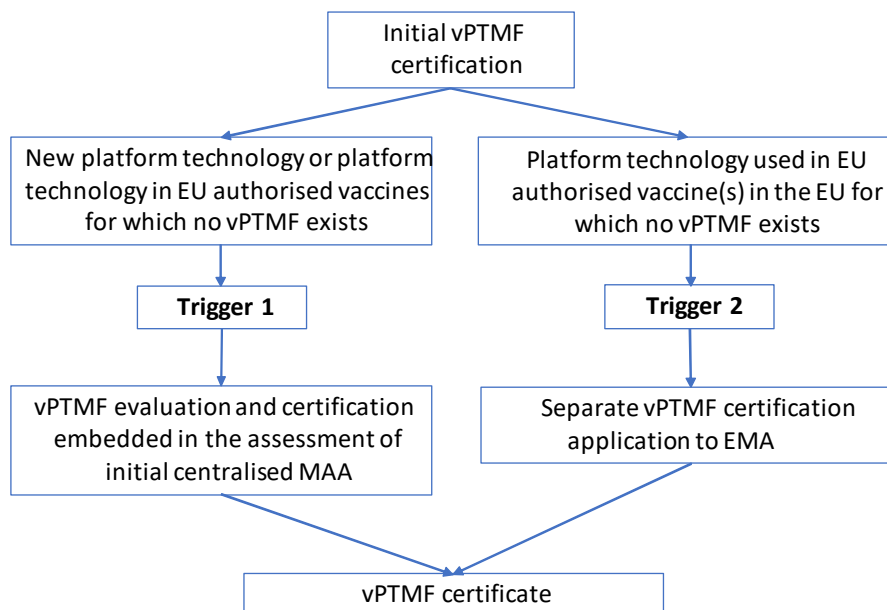 Initial vPTMF
certification
New platform technology or platform
technology in EU authorised vaccines
for which no vPTMF exists
Platform technology used in EU
authorised vaccine(s) in the EU for
which no vPTMF exists
Trigger 1
Trigger 2
vPTMF evaluation and certification
embedded in the assessment of
initial centralised MAA
Separate vPTMF certification
application to EMA
vPTMF certificate